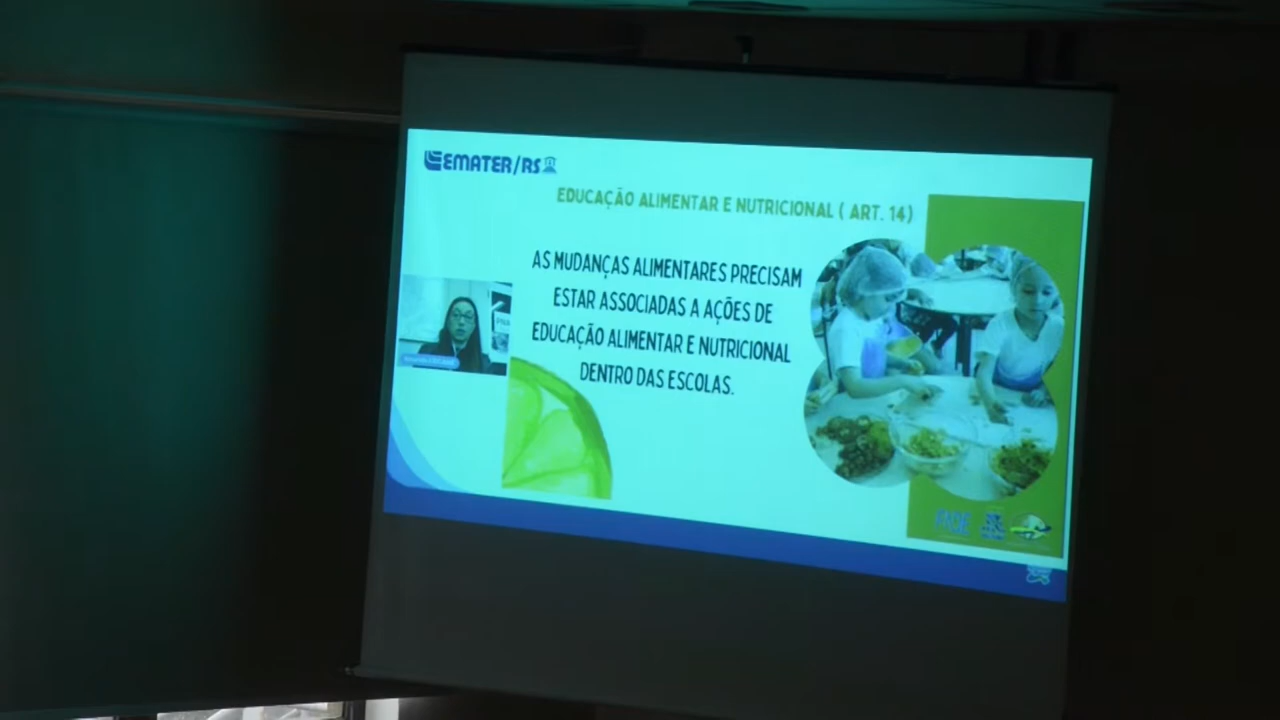 EMATER/RS
EDUCAÇÃO ALIMENTAR E NUTRICIONAL ( ART. 14)
AS MUDANÇAS ALIMENTARES PRECISAM
ESTAR ASSOCIADAS A AÇÕES DE
EDUCAÇÃO ALIMENTAR E NUTRICIONAL
DENTRO DAS ESCOLAS.